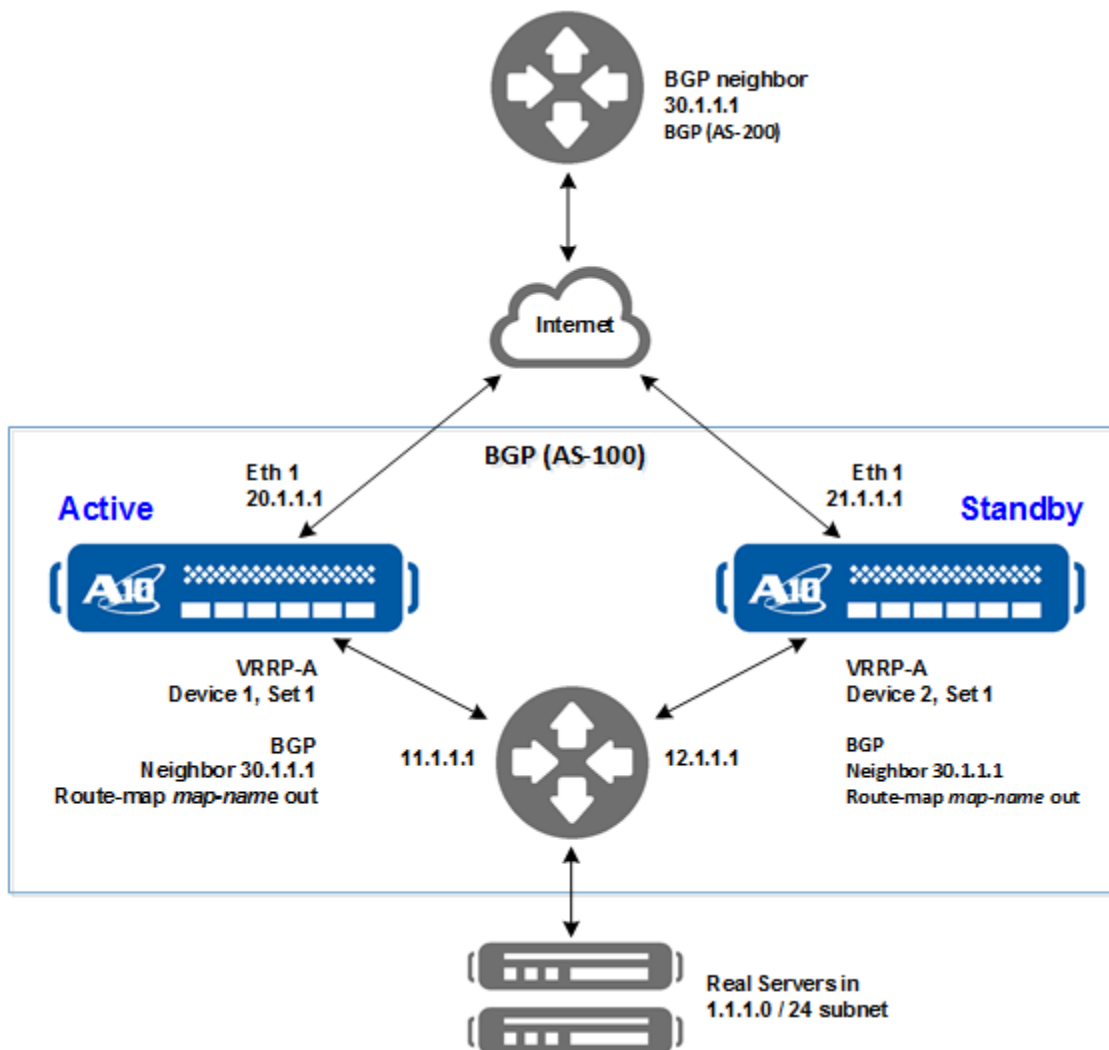 BGP neighbor
30.1.1.1
BGP (AS-200)
Internet
BGP (AS-100)
Eth 1
20.1.1.1
Eth 1
21.1.1.1
Active
Standby
A10
A10
VRRP-A
Device 1, Set 1
VRRP-A
Device 2, Set 1
BGP
Neighbor 30.1.1.1
Route-map map-name out
11.1.1.1
12.1.1.1
BGP
Neighbor 30.1.1.1
Route-map map-name out
Real Servers in
1.1.1.0 / 24 subnet